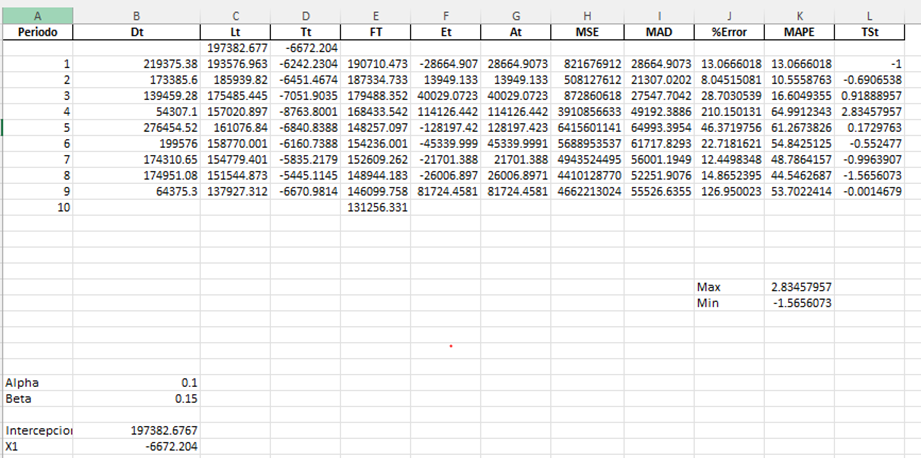 A B C D E F G H I J K L
Periodo Dt Lt Tt FT Et At MSE MAD %Error MAPE TSt
197382.677 -6672.204
1 219375.38 193576.963 -6242.2304 190710.473 -28664.907 28664.9073 821676912 28664.9073 13.0666018 13.0666018 -1
2 173385.6 185939.82 -6451.4674 187334.733 13949.133 13949.133 508127612 21307.0202 8.04515081 10.5558763 -0.6906538
3 139459.28 175485.445 -7051.9035 179488.352 40029.0723 40029.0723 872860618 27547.7042 28.7030539 16.6049355 0.91888957
4 54307.1 157020.897 -8763.8001 168433.542 114126.442 114126.442 3910856633 49192.3886 210.150131 64.9912343 2.83457957
5 276454.52 161076.84 -6840.8388 148257.097 -128197.42 128197.423 6415601141 64993.3954 46.3719756 61.2673826 0.1729763
6 199576 158770.001 -6160.7388 154236.001 -45339.999 45339.9991 5688953537 61717.8293 22.7181621 54.8425125 -0.552477
7 174310.65 154779.401 -5835.2179 152609.262 -21701.388 21701.388 4943524495 56001.1949 12.4498348 48.7864157 -0.9963907
8 174951.08 151544.873 -5445.1145 148944.183 -26006.897 26006.8971 4410128770 52251.9076 14.8652395 44.5462687 -1.5656073
9 64375.3 137927.312 -6670.9814 146099.758 81724.4581 81724.4581 4662213024 55526.6355 126.950023 53.7022414 -0.0014679
10 131256.331
Max 2.83457957
Min -1.5656073
Alpha 0.1
Beta 0.15
Intercepcion 197382.6767
X1 -6672.204